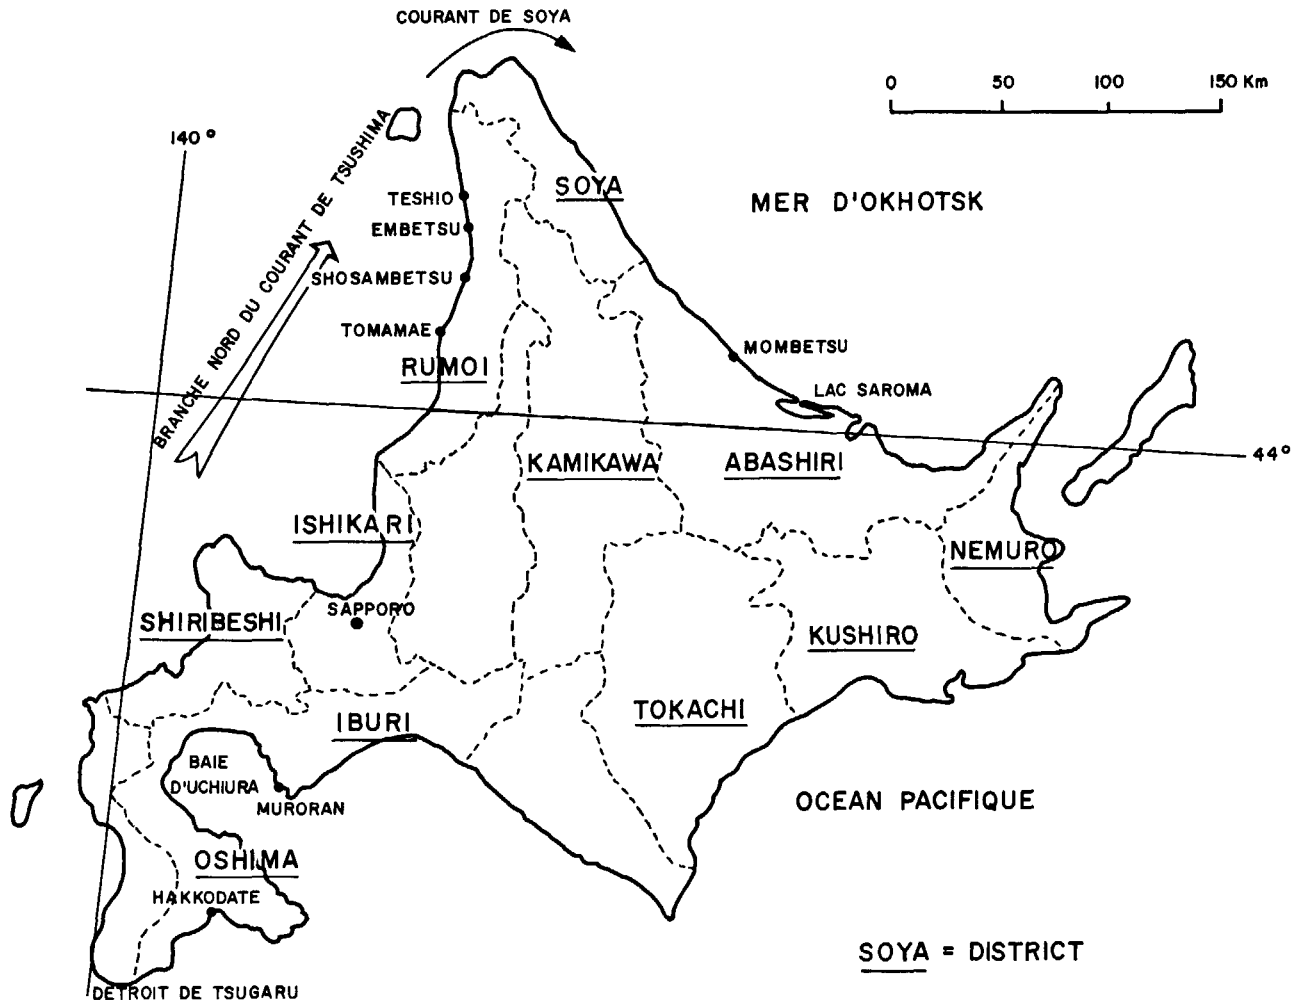 COURANT DE SOYA
0 50 100 150 Km
140°
BRANCHE NORD DU COURANT DE TSUSHIMA
TESHIO
EMBETSU
SHOSAMBETSU
TOMAMAE
RUMOI
SOYA
MER D'OKHOTSK
MOMBETSU
LAC SAROMA
44°
KAMIKAWA
ABASHIRI
ISHIKARI
NEMURO
SAPPORO
SHIRIBESHI
KUSHIRO
IBURI
TOKACHI
BAIE
D'UCHIURA
MURORAN
OCEAN PACIFIQUE
OSHIMA
HAKKODATE
SOYA = DISTRICT
DETROIT DE TSUGARU